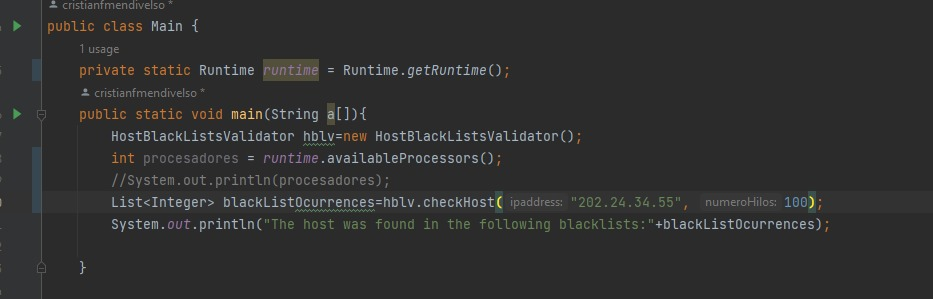 cristianfmendivelso *
public class Main {
1 usage
private static Runtime runtime = Runtime.getRuntime();
cristianfmendivelso *
public static void main(String a[]){
HostBlackListsValidator hblv=new HostBlackListsValidator();
int procesadores = runtime.availableProcessors();
//System.out.println(procesadores);
List<Integer> blackListOcurrences=hblv.checkHost( ipaddress: "202.24.34.55", numeroHilos: 100);
System.out.println("The host was found in the following blacklists:"+blackListOcurrences);
}